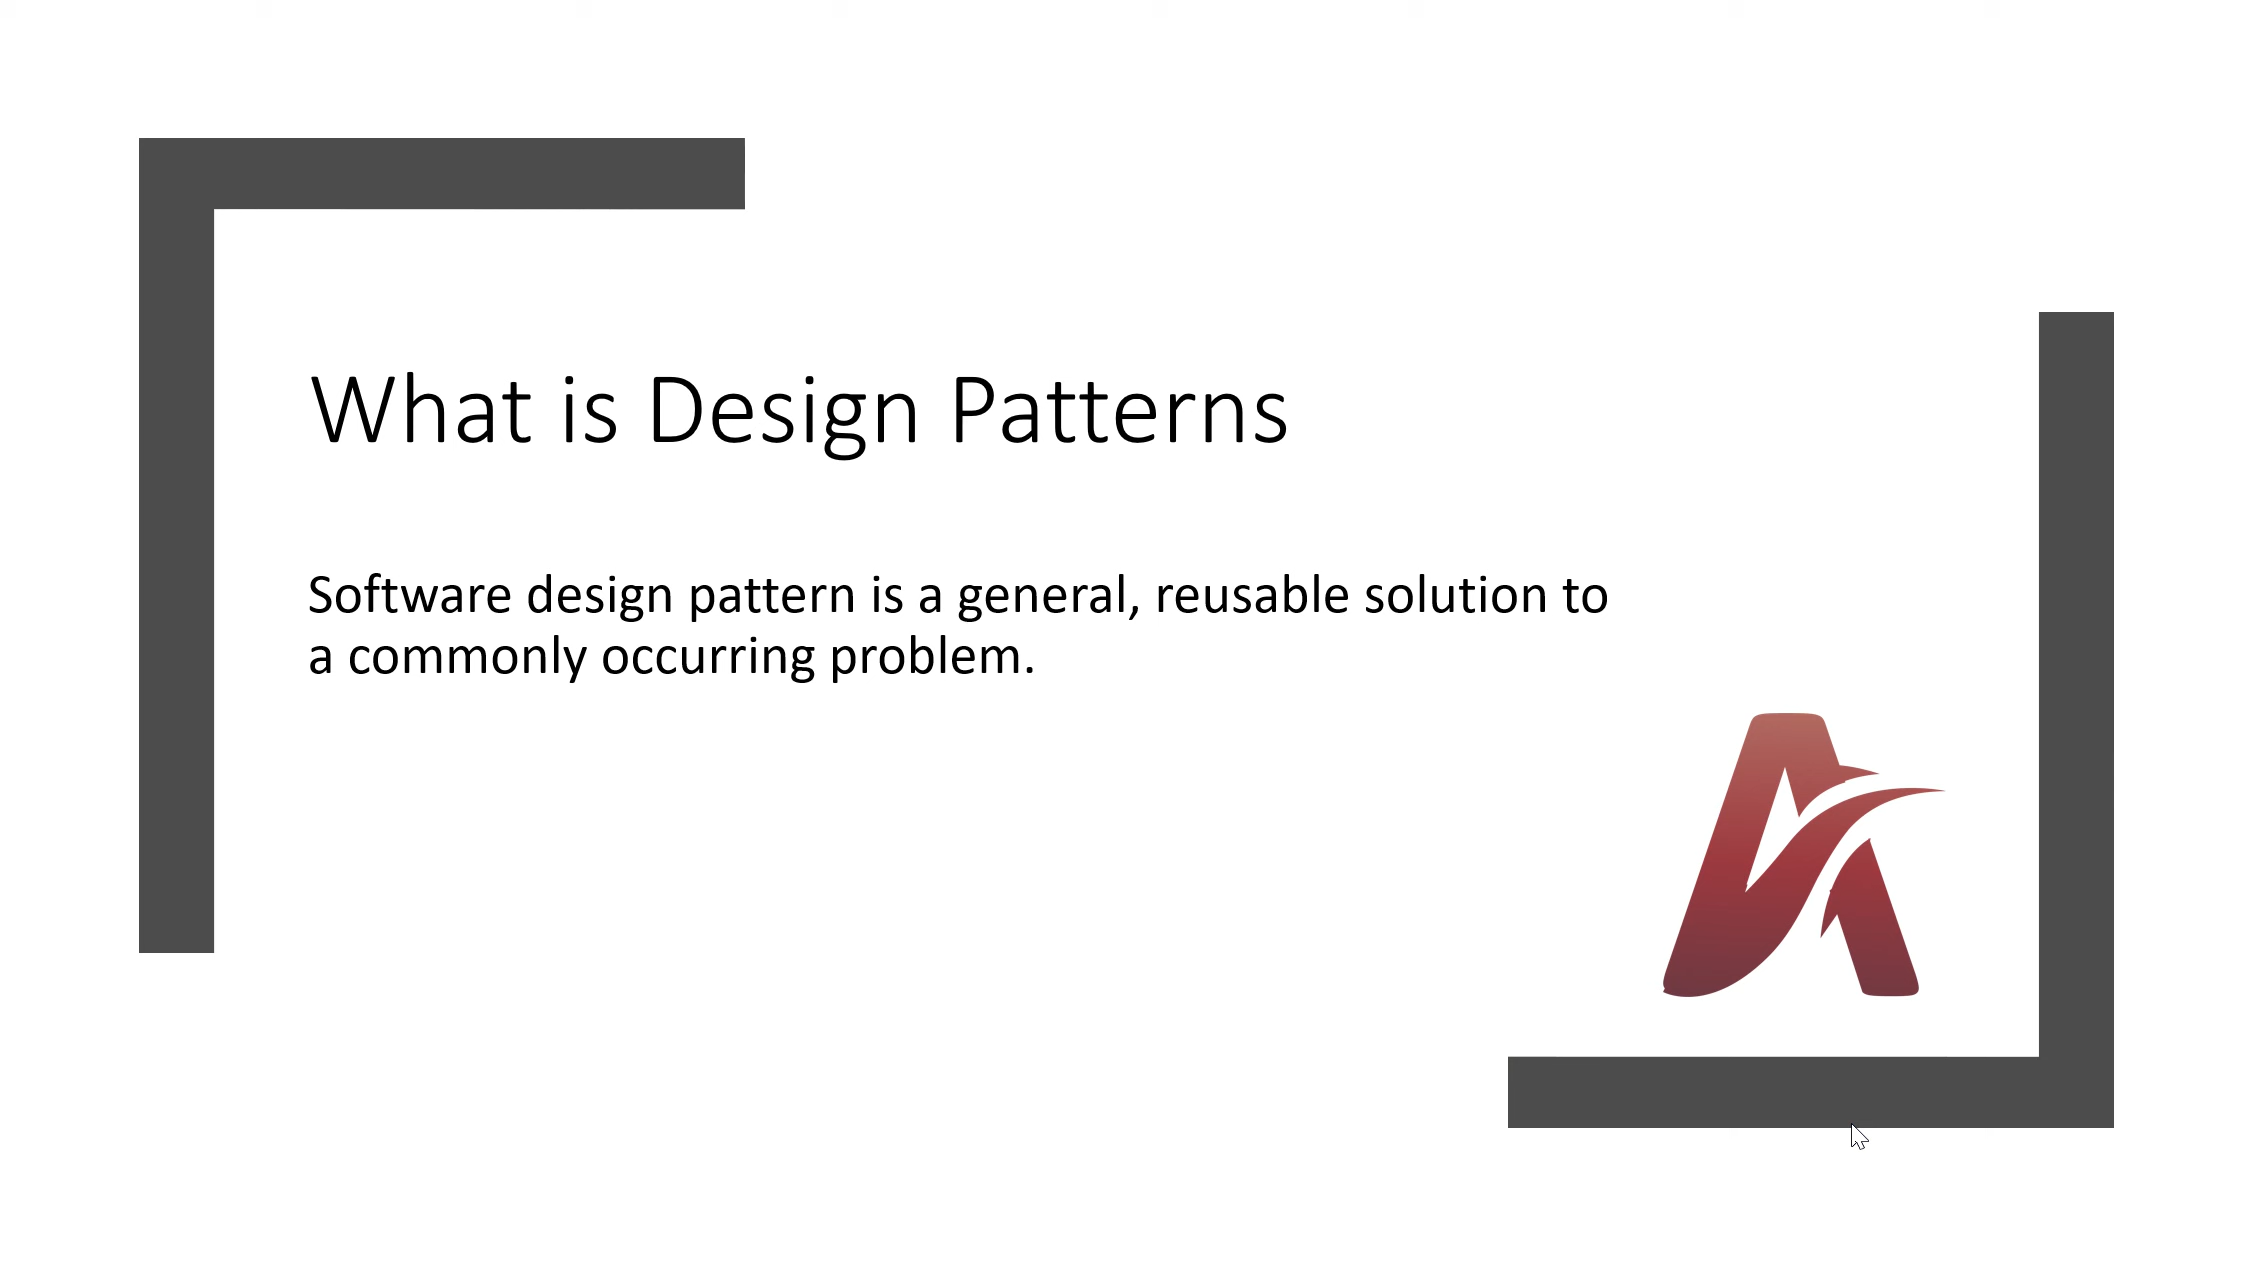 What is Design Patterns
Software design pattern is a general, reusable solution to
a commonly occurring problem.